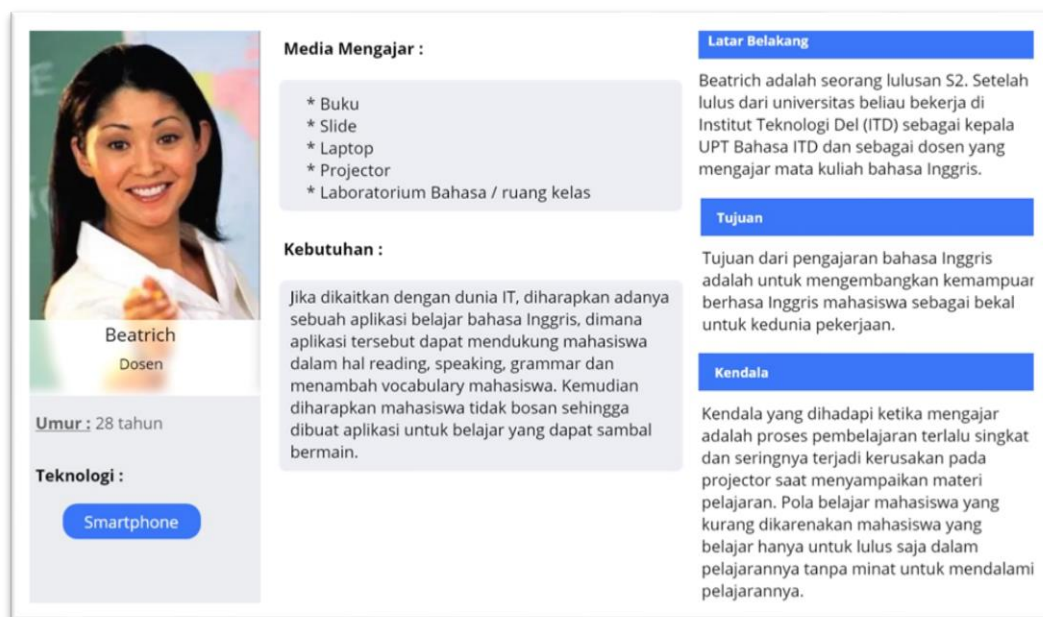 Beatrich
Dosen
Umur : 28 tahun
Teknologi :
Smartphone
Media Mengajar :
* Buku
* Slide
* Laptop
* Projector
* Laboratorium Bahasa / ruang kelas
Kebutuhan :
Jika dikaitkan dengan dunia IT, diharapkan adanya
sebuah aplikasi belajar bahasa Inggris, dimana
aplikasi tersebut dapat mendukung mahasiswa
dalam hal reading, speaking, grammar dan
menambah vocabulary mahasiswa. Kemudian
diharapkan mahasiswa tidak bosan sehingga
dibuat aplikasi untuk belajar yang dapat sambal
bermain.
Latar Belakang
Beatrich adalah seorang lulusan S2. Setelah
lulus dari universitas beliau bekerja di
Institut Teknologi Del (ITD) sebagai kepala
UPT Bahasa ITD dan sebagai dosen yang
mengajar mata kuliah bahasa Inggris.
Tujuan
Tujuan dari pengajaran bahasa Inggris
adalah untuk mengembangkan kemampuan
berhasa Inggris mahasiswa sebagai bekal
untuk kedunia pekerjaan.
Kendala
Kendala yang dihadapi ketika mengajar
adalah proses pembelajaran terlalu singkat
dan seringnya terjadi kerusakan pada
projector saat menyampaikan materi
pelajaran. Pola belajar mahasiswa yang
kurang dikarenakan mahasiswa yang
belajar hanya untuk lulus saja dalam
pelajarannya tanpa minat untuk mendalami
pelajarannya.